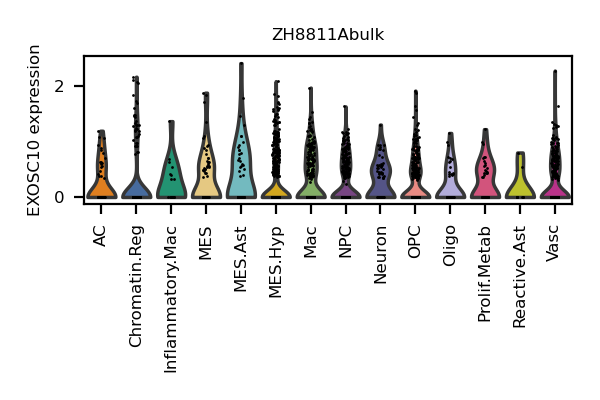 ZH8811Abulk
EXOSC10 expression
2
0
AC
Chromatin.Reg
Inflammatory.Mac
MES
MES.Ast
MES.Hyp
Mac
NPC
Neuron
OPC
Oligo
Prolif.Metab
Reactive.Ast
Vasc